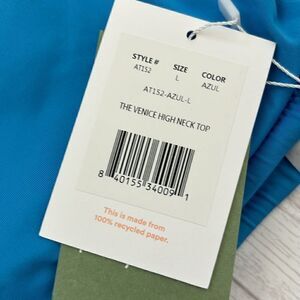 STYLE # SIZE COLOR
AT152 L AZUL
AT152-AZUL-L
THE VENICE HIGH NECK TOP
8 40155 34009 1
This is made from
100% recycled paper.